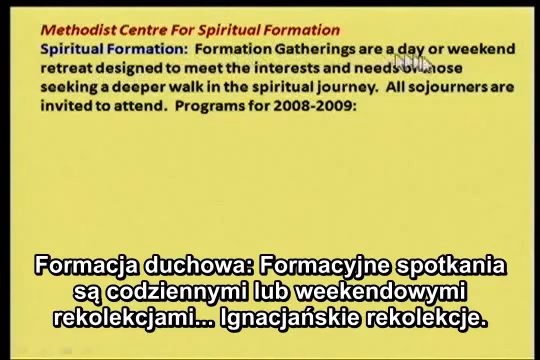 Methodist Centre For Spiritual Formation
Spiritual Formation: Formation Gatherings are a day or weekend
retreat designed to meet the interests and needs of those
seeking a deeper walk in the spiritual journey. All sojourners are
invited to attend. Programs for 2008-2009:
Formacja duchowa: Formacyjne spotkania
są codziennymi lub weekendowymi
rekolekcjami... Ignacjańskie rekolekcje.